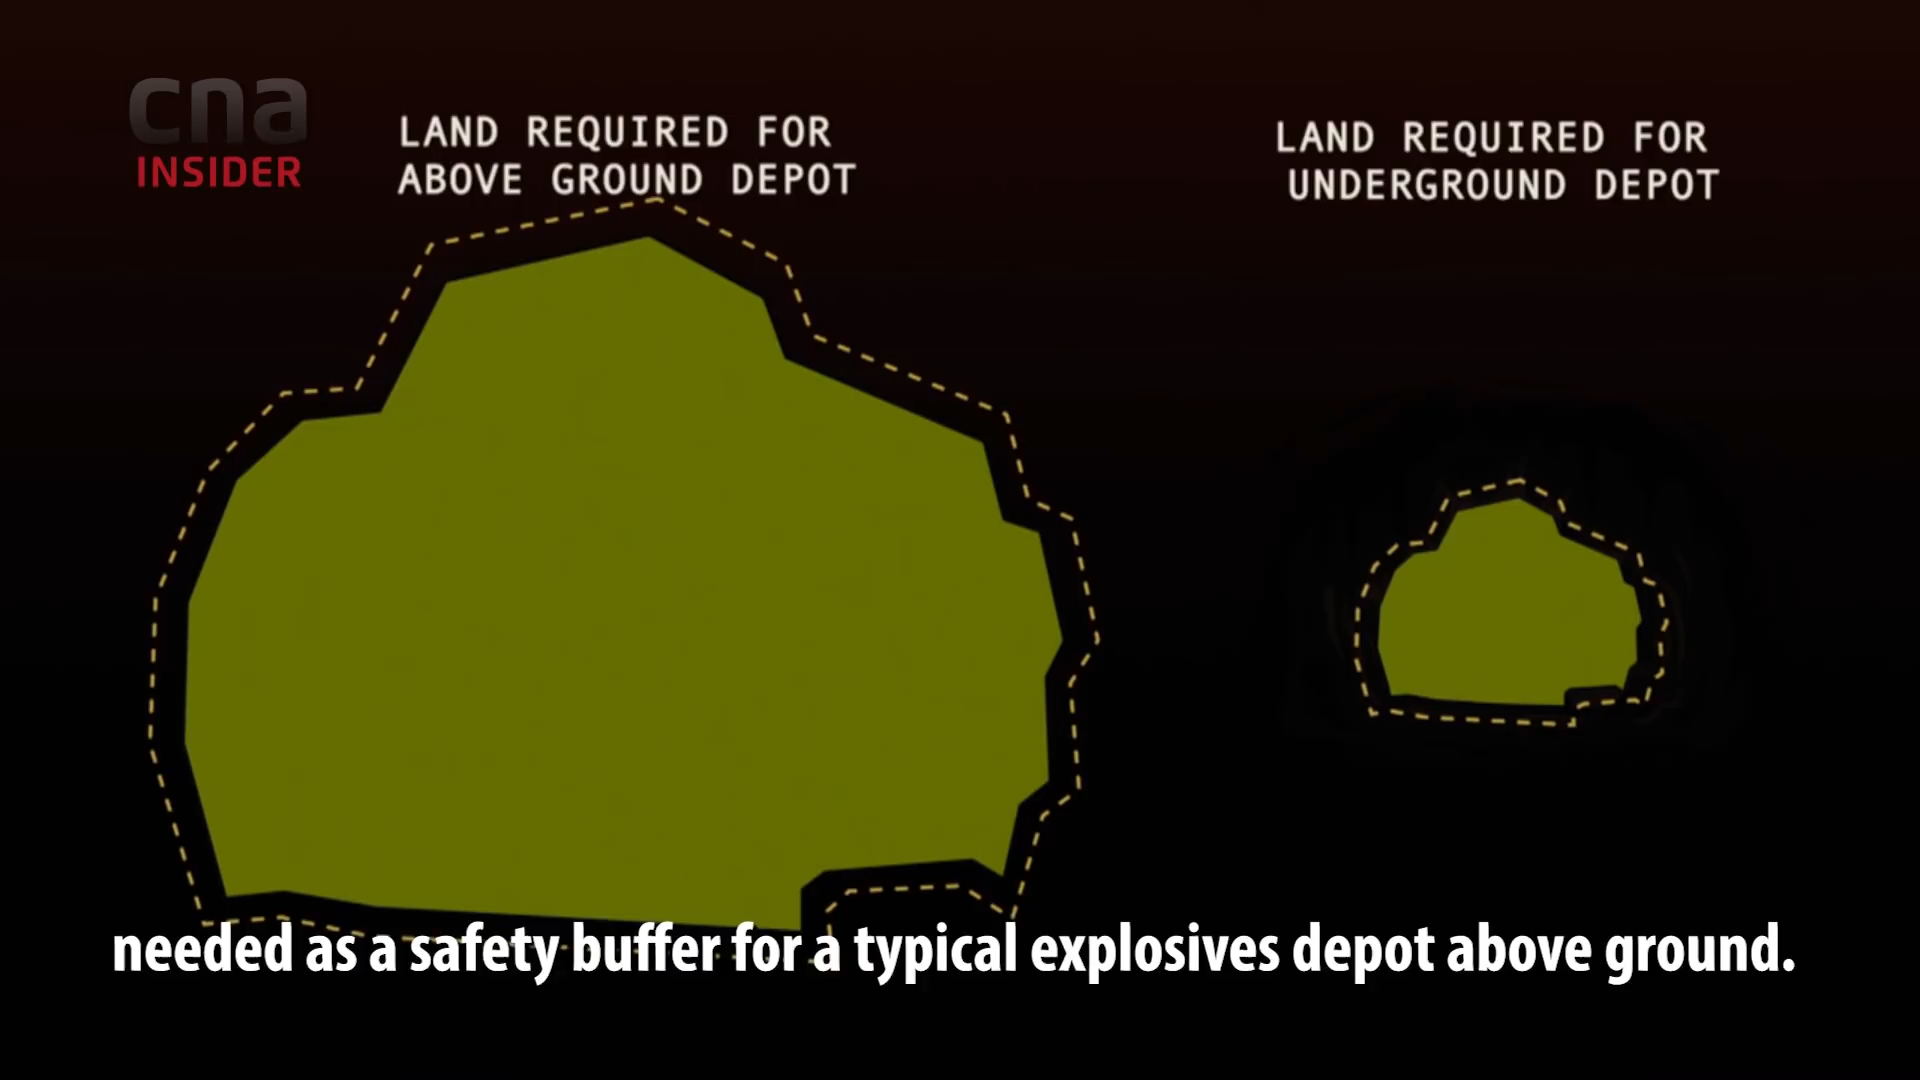 cna
INSIDER
LAND REQUIRED FOR
ABOVE GROUND DEPOT
LAND REQUIRED FOR
UNDERGROUND DEPOT
needed as a safety buffer for a typical explosives depot above ground.